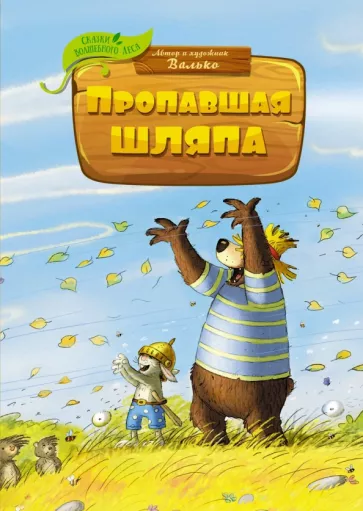 Сказки
волшебного леса
Автор и художник
Валько
Пропавшая
шляпа